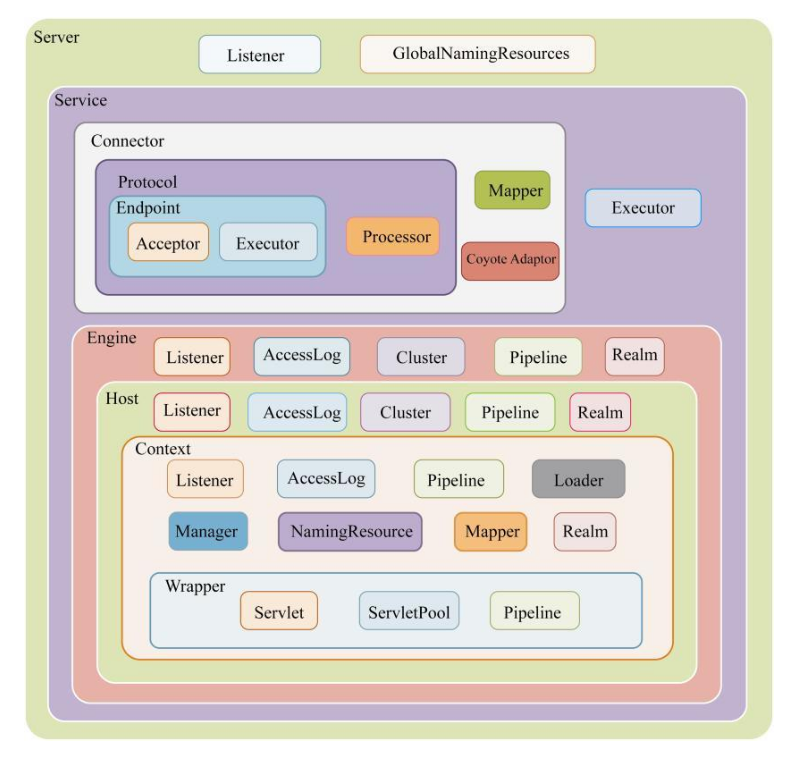 Server
Listener
GlobalNamingResources
Service
Connector
Protocol
Endpoint
Acceptor
Executor
Processor
Mapper
Coyote Adaptor
Executor
Engine
Listener
AccessLog
Cluster
Pipeline
Realm
Host
Listener
AccessLog
Cluster
Pipeline
Realm
Context
Listener
AccessLog
Pipeline
Loader
Manager
NamingResource
Mapper
Realm
Wrapper
Servlet
ServletPool
Pipeline